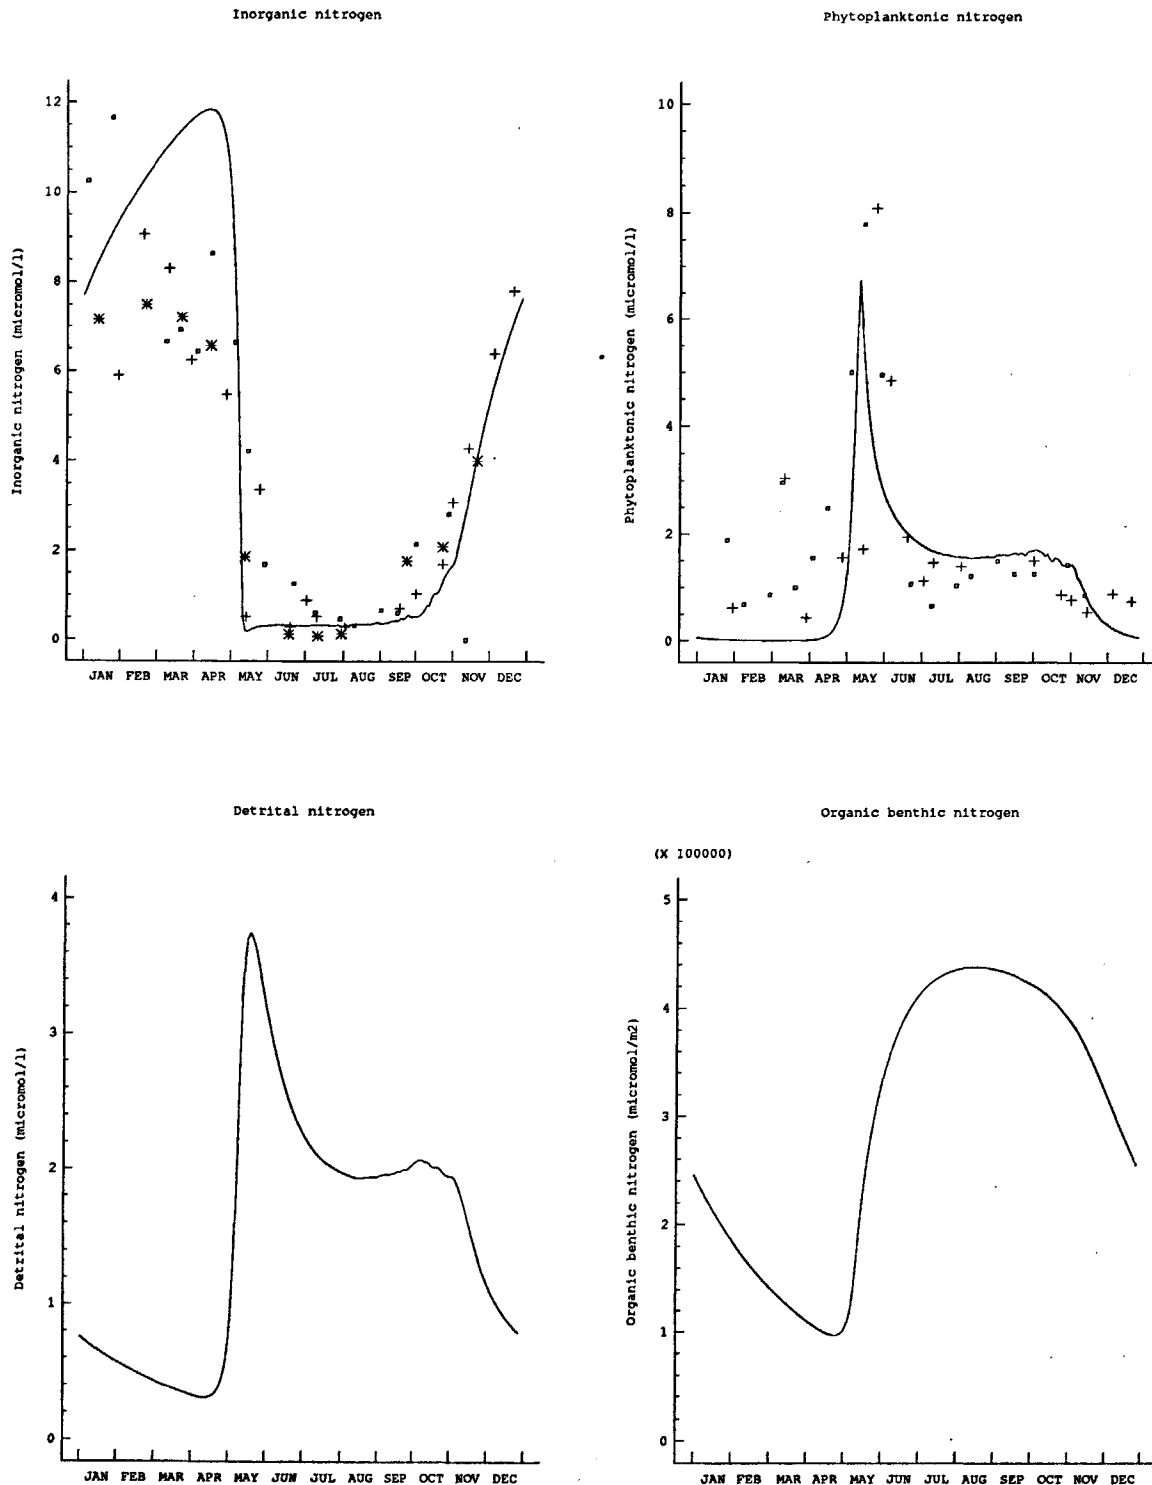 Inorganic nitrogen
Inorganic nitrogen (micromol/l)
12
10
8
6
4
2
0
JAN FEB MAR APR MAY JUN JUL AUG SEP OCT NOV DEC
Phytoplanktonic nitrogen
Phytoplanktonic nitrogen (micromol/l)
10
8
6
4
2
0
JAN FEB MAR APR MAY JUN JUL AUG SEP OCT NOV DEC
Detrital nitrogen
Detrital nitrogen (micromol/l)
4
3
2
1
0
JAN FEB MAR APR MAY JUN JUL AUG SEP OCT NOV DEC
Organic benthic nitrogen
(X 100000)
Organic benthic nitrogen (micromol/m2)
5
4
3
2
1
0
JAN FEB MAR APR MAY JUN JUL AUG SEP OCT NOV DEC